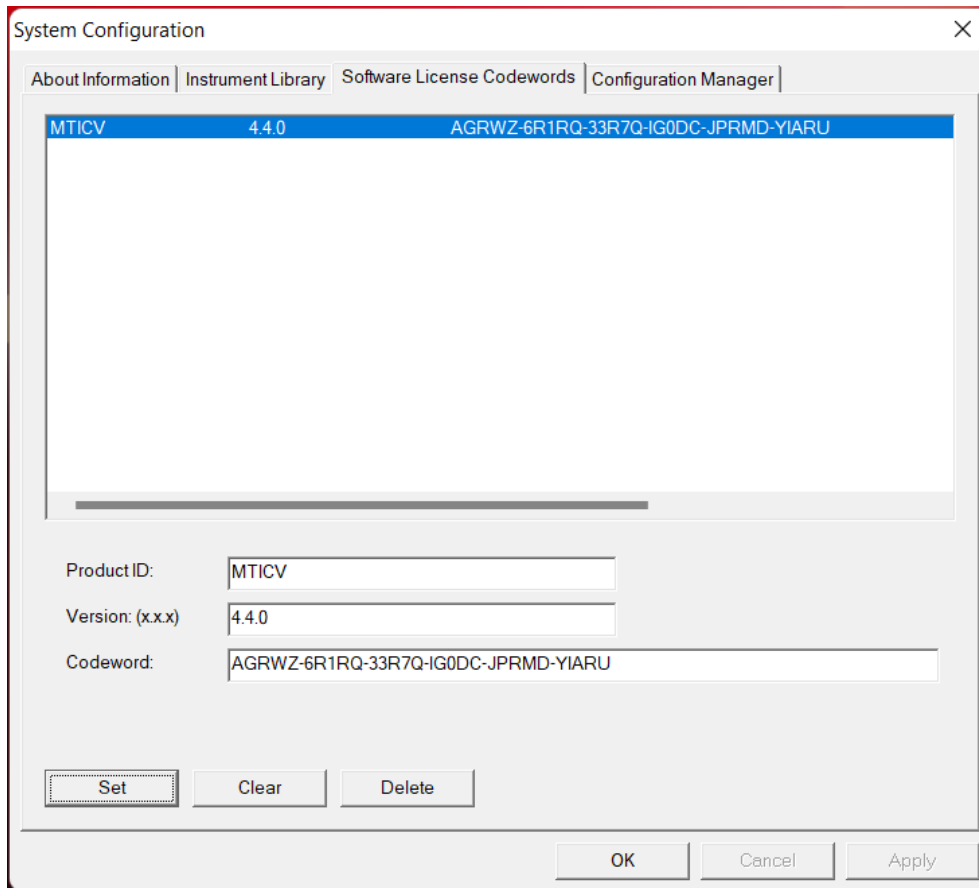 System Configuration
About Information Instrument Library Software License Codewords Configuration Manager
MTICV 4.4.0 AGRWZ-6R1RQ-33R7Q-IG0DC-JPRMD-YIARU
Product ID: MTICV
Version: (x.x.x) 4.4.0
Codeword: AGRWZ-6R1RQ-33R7Q-IG0DC-JPRMD-YIARU
Set Clear Delete
OK Cancel Apply